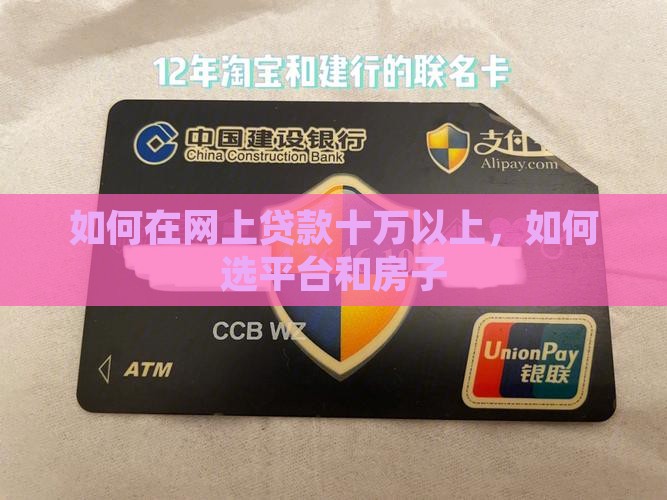 12年淘宝和建行的联名卡
中国建设银行
China Construction Bank
支付
Alipay.com
如何在网上贷款十万以上，如何
选平台和房子
CCB WZ
ATM
UnionPay
银联